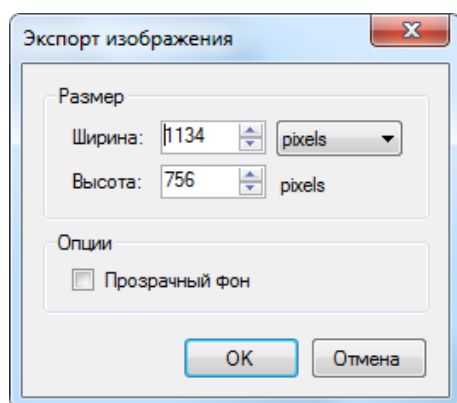 Экспорт изображения
Размер
Ширина: 1134 pixels
Высота: 756 pixels
Опции
Прозрачный фон
OK Отмена